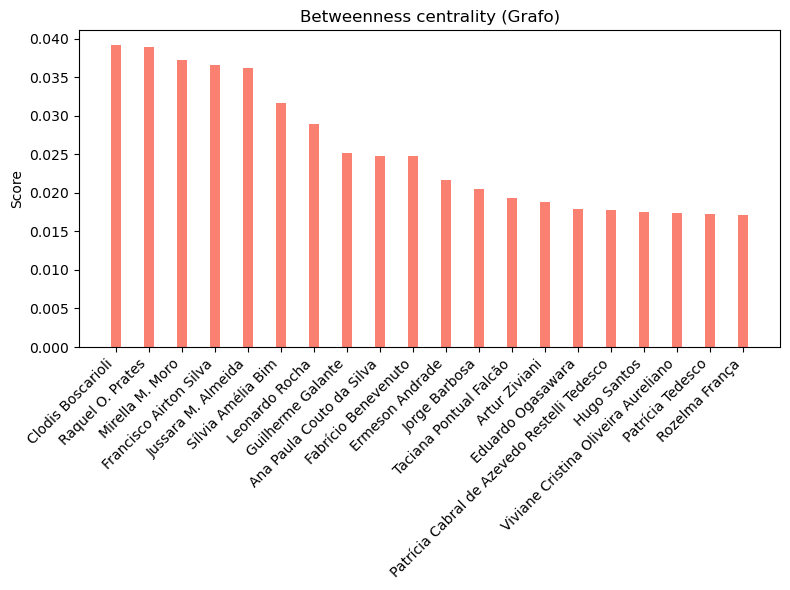 Betweenness centrality (Grafo)
0.040
0.035
0.030
0.025
0.020
0.015
0.010
0.005
0.000
Score
Clodis Boscarioli
Raquel O. Prates
Mirella M. Moro
Francisco Airton Silva
Jussara M. Almeida
Sílvia Amélia Bim
Leonardo Rocha
Guilherme Galante
Ana Paula Couto da Silva
Fabrício Benevenuto
Ermeson Andrade
Jorge Barbosa
Taciana Pontual Falcão
Artur Ziviani
Eduardo Ogasawara
Patrícia Cabral de Azevedo Restelli Tedesco
Hugo Santos
Viviane Cristina Oliveira Aureliano
Patrícia Tedesco
Rozelma França